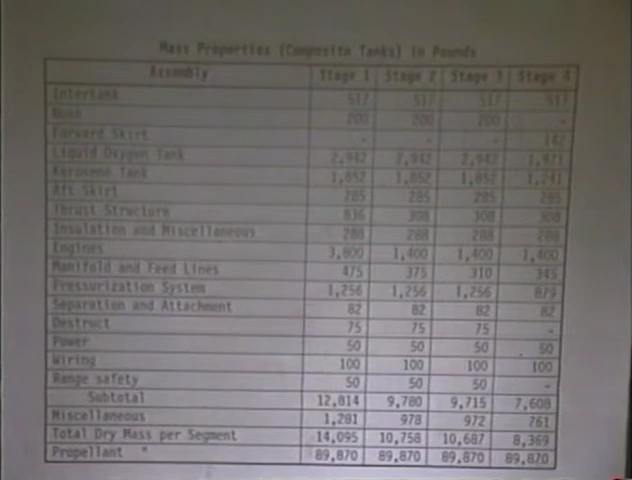 Mass Properties (Composite Tanks) in Pounds
Assembly Stage 1 Stage 2 Stage 3 Stage 4
Intertank 517 517 517 517
Nose 200 200 200 -
Forward Skirt - - - 142
Liquid Oxygen Tank 2,942 2,942 2,942 1,971
Kerosene Tank 1,852 1,852 1,852 1,241
Aft Skirt 285 285 285 285
Thrust Structure 836 308 308 308
Insulation and Miscellaneous 288 288 288 288
Engines 3,800 1,400 1,400 1,400
Manifold and Feed Lines 475 375 310 345
Pressurization System 1,256 1,256 1,256 879
Separation and Attachment 82 82 82 82
Destruct 75 75 75 -
Power 50 50 50 50
Wiring 100 100 100 100
Range safety 50 50 50 -
Subtotal 12,814 9,780 9,715 7,608
Miscellaneous 1,281 978 972 761
Total Dry Mass per Segment 14,095 10,758 10,687 8,369
Propellant " 89,870 89,870 89,870 89,870